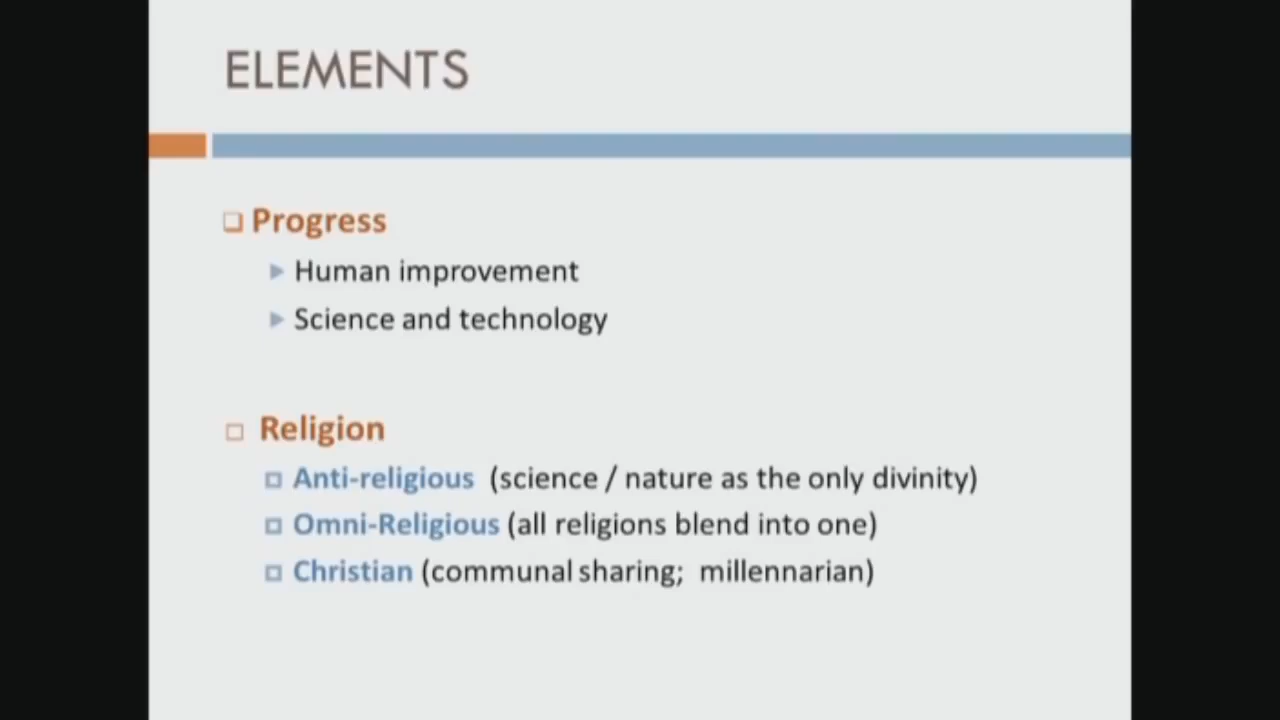 ELEMENTS
Progress
Human improvement
Science and technology
Religion
Anti-religious (science / nature as the only divinity)
Omni-Religious (all religions blend into one)
Christian (communal sharing; millennarian)